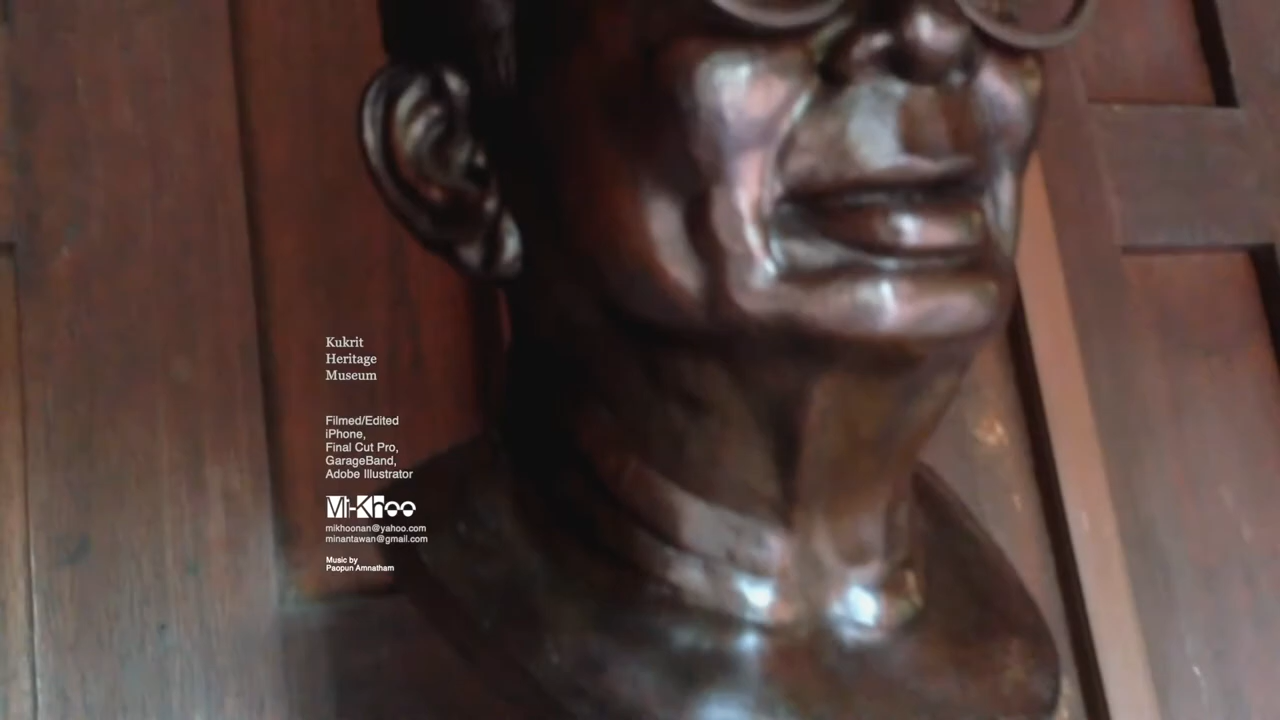 Kukrit
Heritage
Museum
Filmed/Edited
iPhone,
Final Cut Pro,
GarageBand,
Adobe Illustrator
Mi-Khoo
mikhoonan@yahoo.com
minantawan@gmail.com
Music by
Paopun Amnatham